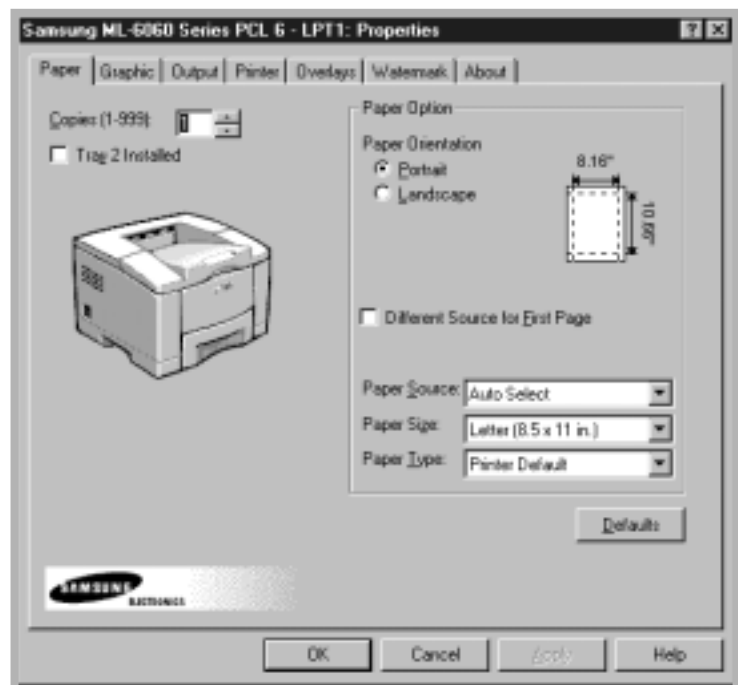 Samsung ML-6060 Series PCL 6 - LPT1: Properties
Paper Graphic Output Printer Overlays Watermark About
Copies (1-999): 1
Tray 2 Installed
Paper Option
Paper Orientation
Portrait
Landscape
8.16"
10.66"
Different Source for First Page
Paper Source: Auto Select
Paper Size: Letter (8.5 x 11 in.)
Paper Type: Printer Default
Defaults
SAMSUNG
ELECTRONICS
OK Cancel Apply Help